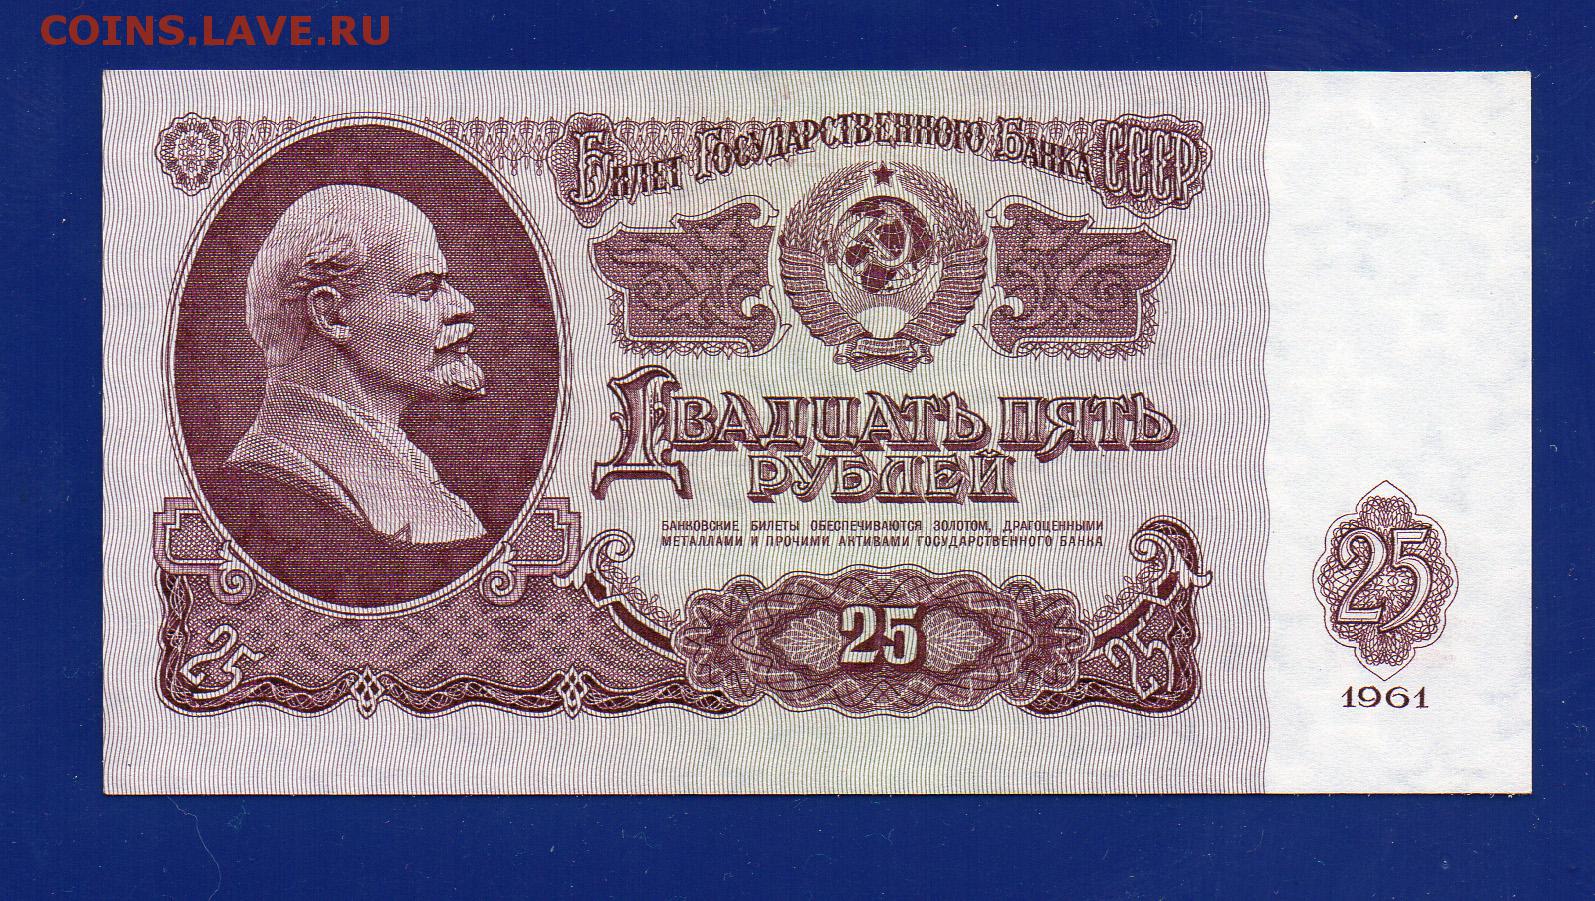 COINS.LAVE.RU
Билет Государственного Банка СССР
Двадцать пять
рублей
БАНКОВСКИЕ БИЛЕТЫ ОБЕСПЕЧИВАЮТСЯ ЗОЛОТОМ, ДРАГОЦЕННЫМИ
МЕТАЛЛАМИ И ПРОЧИМИ АКТИВАМИ ГОСУДАРСТВЕННОГО БАНКА
25
25
25
25
1961